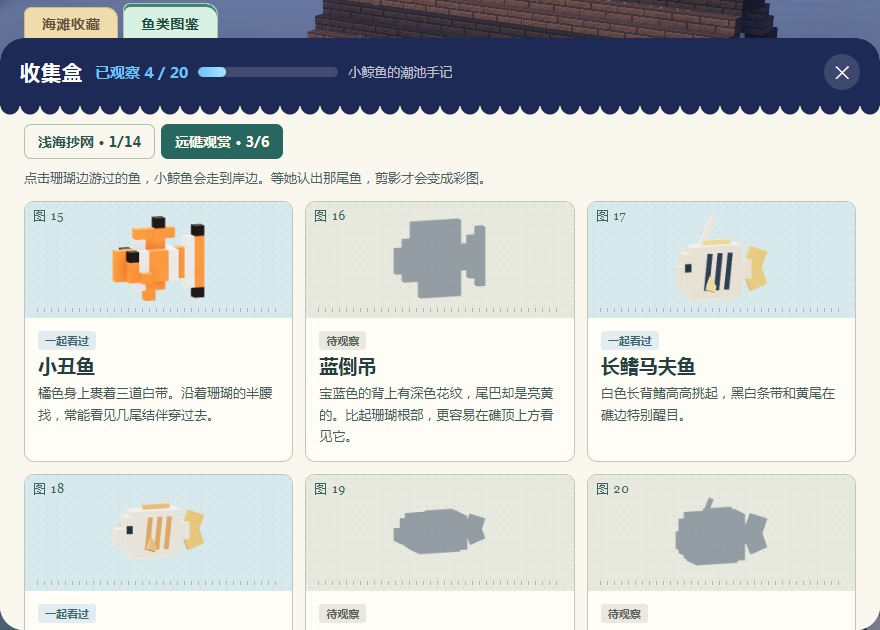 海滩收藏
鱼类图鉴
收集盒
已观察 4 / 20
小鲸鱼的潮池手记
浅海抄网 • 1/14
远礁观赏 • 3/6
点击珊瑚边游过的鱼，小鲸鱼会走到岸边。等她认出那尾鱼，剪影才会变成彩图。
图 15
一起看过
小丑鱼
橘色身上裹着三道白带。沿着珊瑚的半腰
找，常能看见几尾结伴穿过去。
图 16
待观察
蓝倒吊
宝蓝色的背上有深色花纹，尾巴却是亮黄
的。比起珊瑚根部，更容易在礁顶上方看
见它。
图 17
一起看过
长鳍马夫鱼
白色长背鳍高高挑起，黑白条带和黄尾在
礁边特别醒目。
图 18
一起看过
图 19
待观察
图 20
待观察